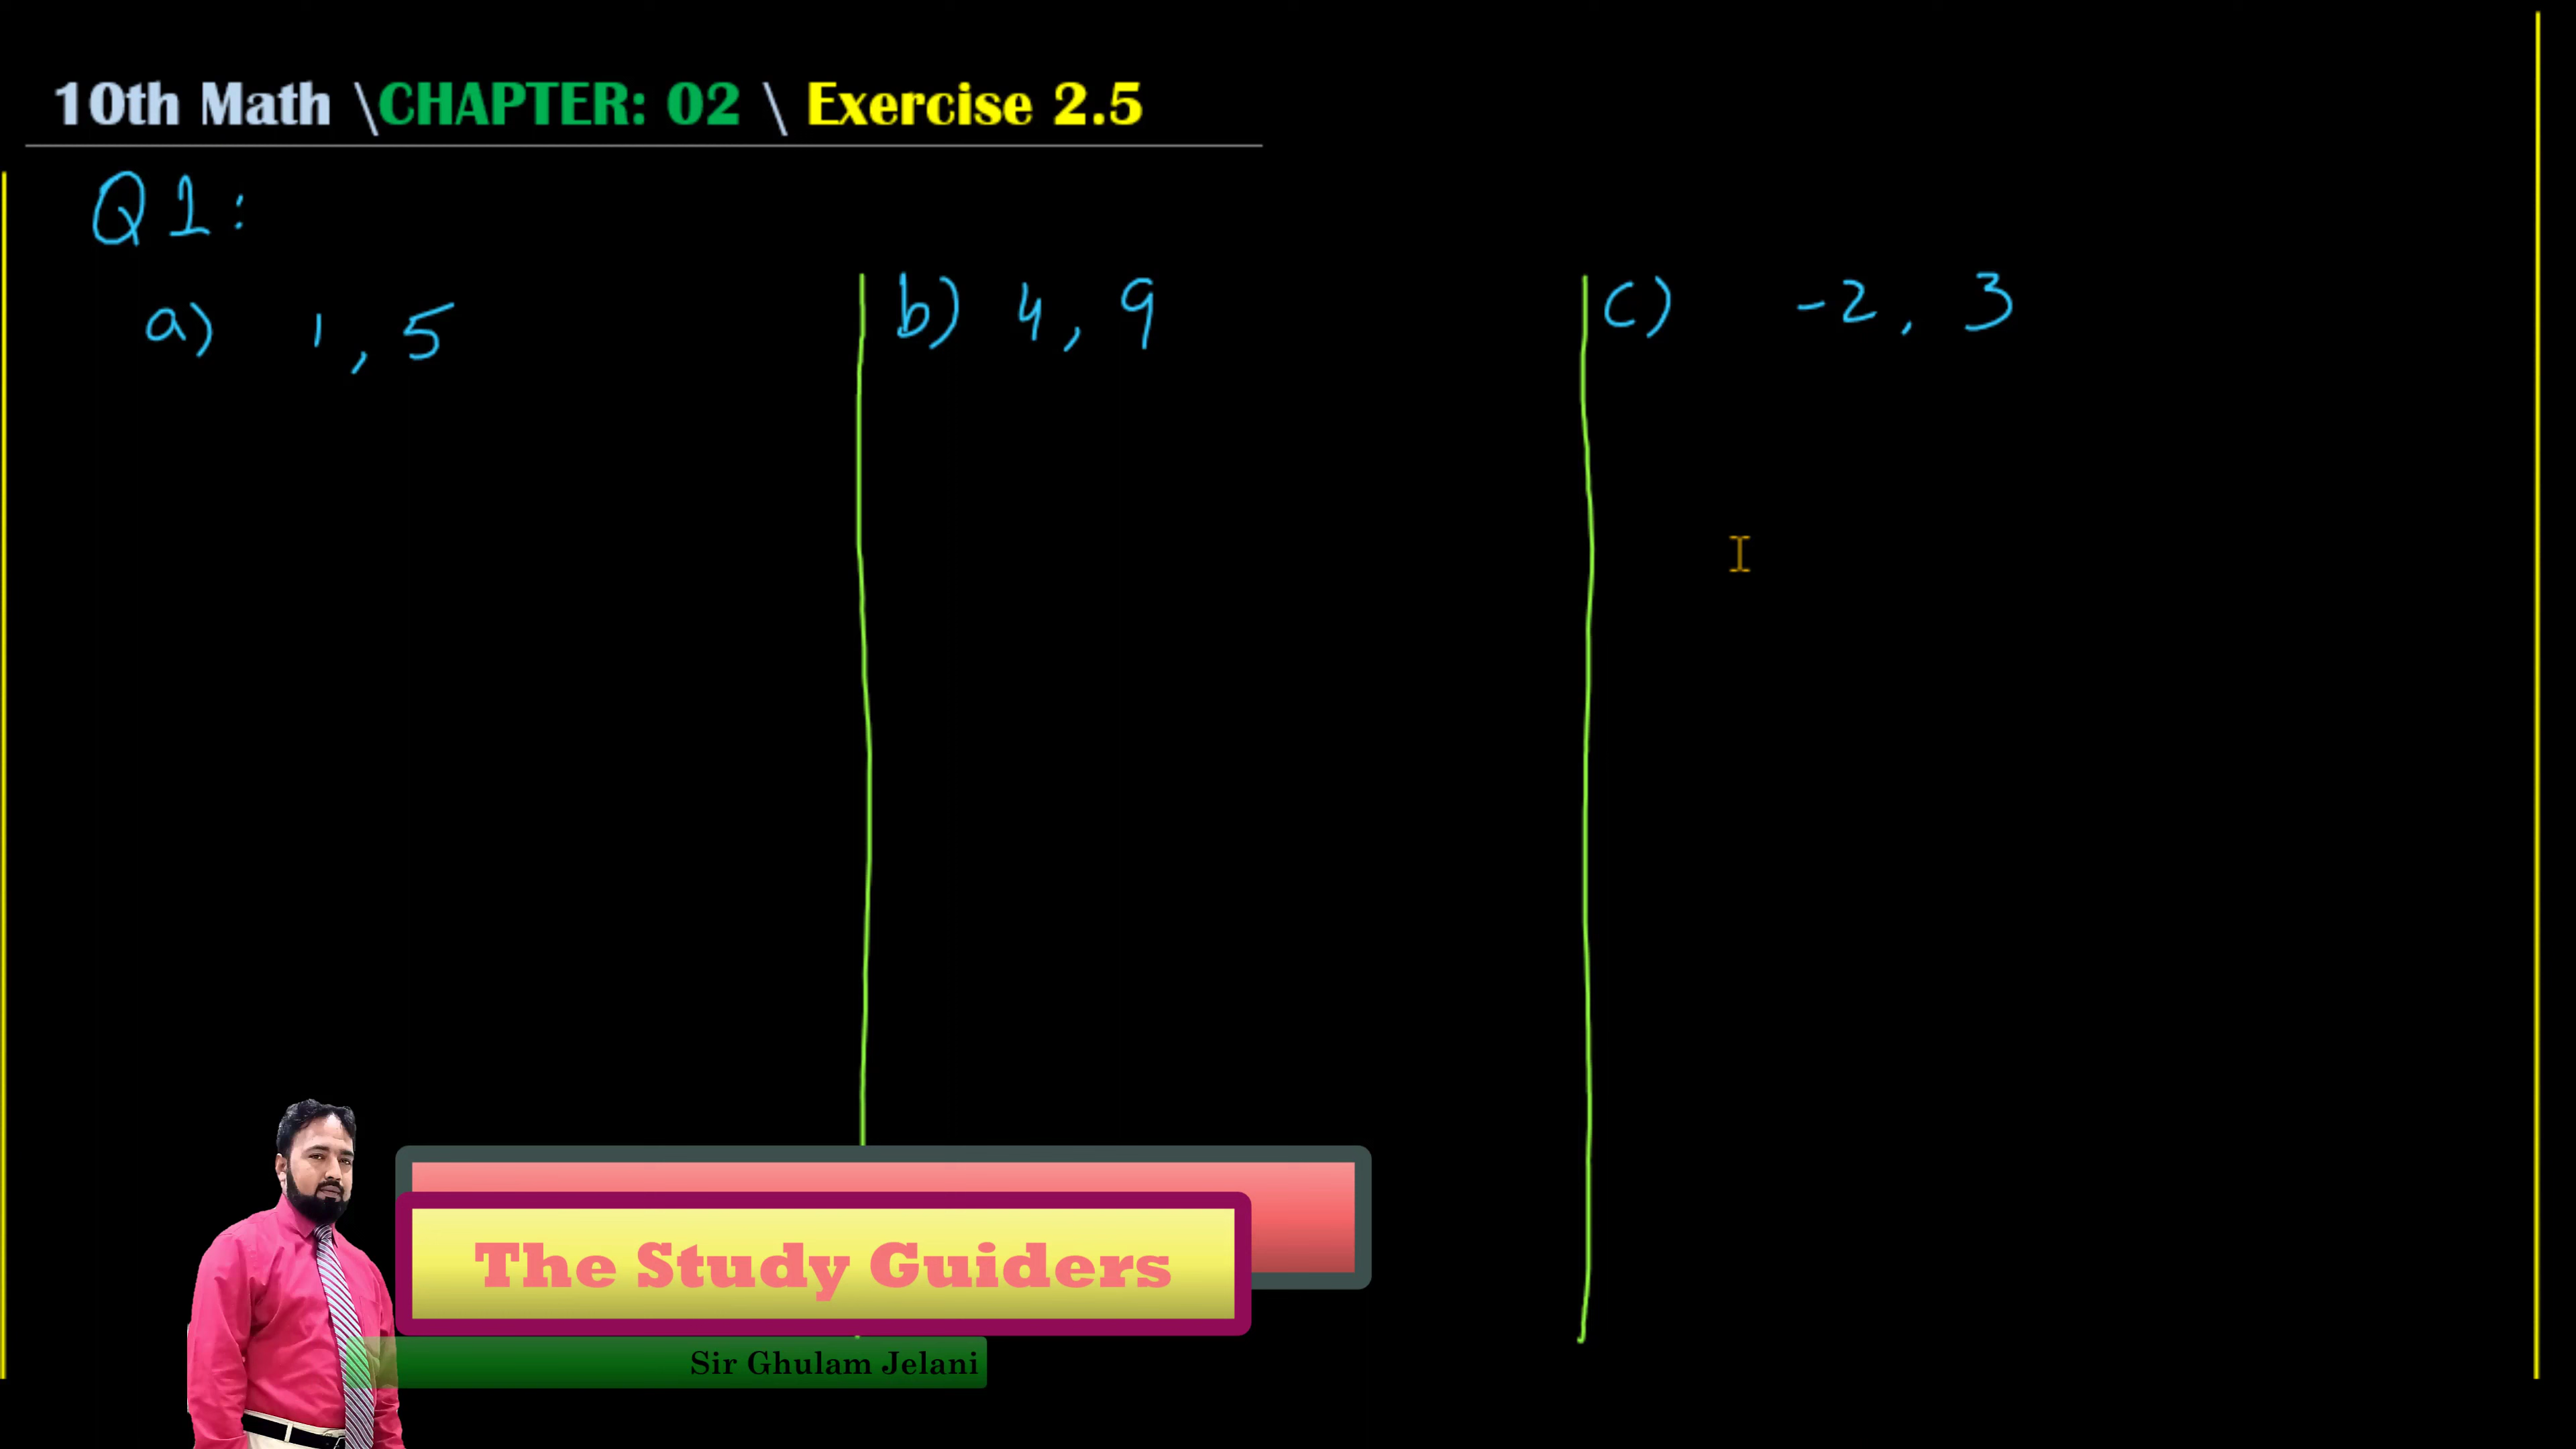 10th Math \CHAPTER: 02 \ Exercise 2.5
Q1:
a) 1, 5
b) 4, 9
c) -2, 3
The Study Guiders
Sir Ghulam Jelani